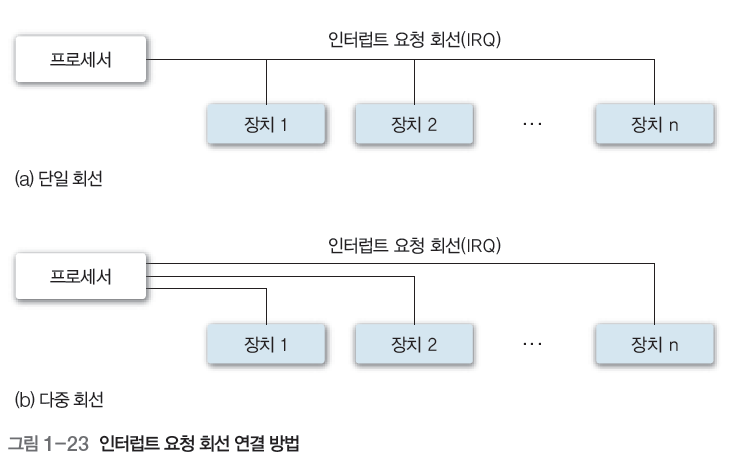 인터럽트 요청 회선(IRQ)
프로세서
장치 1
장치 2
···
장치 n
(a) 단일 회선
인터럽트 요청 회선(IRQ)
프로세서
장치 1
장치 2
···
장치 n
(b) 다중 회선
그림 1-23 인터럽트 요청 회선 연결 방법